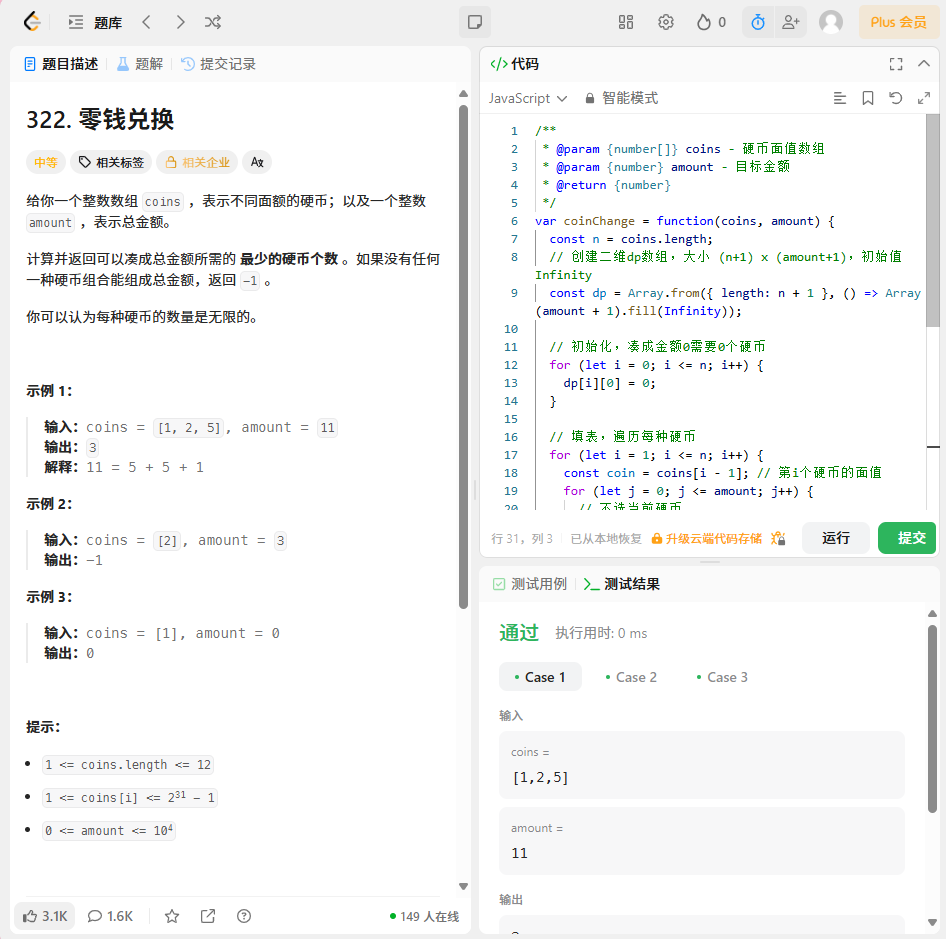 题库
0
Plus 会员
题目描述
题解
提交记录
322. 零钱兑换
中等
相关标签
相关企业
给你一个整数数组 coins ，表示不同面额的硬币；以及一个整数
amount ，表示总金额。
计算并返回可以凑成总金额所需的 最少的硬币个数 。如果没有任何
一种硬币组合能组成总金额，返回 -1 。
你可以认为每种硬币的数量是无限的。
示例 1：
输入：coins = [1, 2, 5], amount = 11
输出：3
解释：11 = 5 + 5 + 1
示例 2：
输入：coins = [2], amount = 3
输出：-1
示例 3：
输入：coins = [1], amount = 0
输出：0
提示：
1 <= coins.length <= 12
1 <= coins[i] <= 2³¹ - 1
0 <= amount <= 10⁴
3.1K
1.6K
149 人在线
</> 代码
JavaScript
智能模式
1 /**
2  * @param {number[]} coins - 硬币面值数组
3  * @param {number} amount - 目标金额
4  * @return {number}
5  */
6 var coinChange = function(coins, amount) {
7   const n = coins.length;
8   // 创建二维dp数组，大小 (n+1) x (amount+1)，初始值
Infinity
9   const dp = Array.from({ length: n + 1 }, () => Array
(amount + 1).fill(Infinity));
10
11   // 初始化，凑成金额0需要0个硬币
12   for (let i = 0; i <= n; i++) {
13     dp[i][0] = 0;
14   }
15
16   // 填表，遍历每种硬币
17   for (let i = 1; i <= n; i++) {
18     const coin = coins[i - 1]; // 第i个硬币的面值
19     for (let j = 0; j <= amount; j++) {
20       // 不选当前硬币
行 31，列 3
已从本地恢复
升级云端代码存储
运行
提交
测试用例
测试结果
通过
执行用时: 0 ms
Case 1
Case 2
Case 3
输入
coins =
[1,2,5]
amount =
11
输出